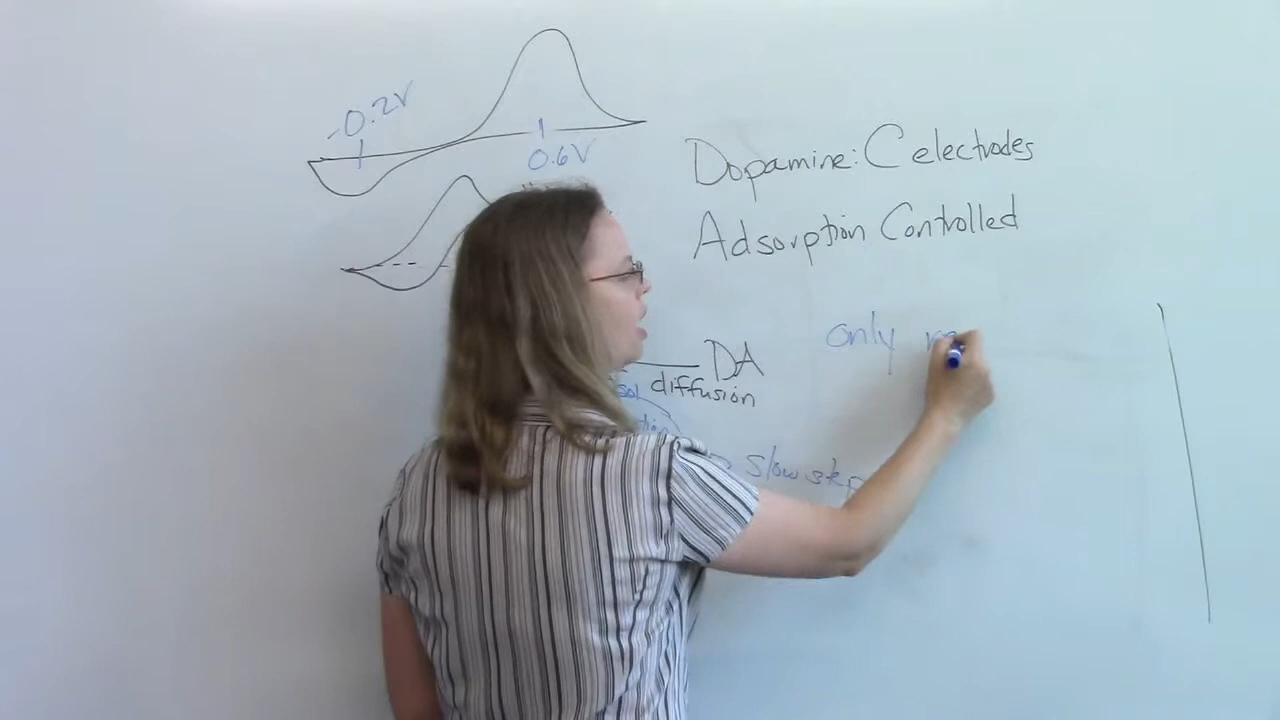 -0.2V
0.6V
Dopamine: C electrodes
Adsorption Controlled
only
DA
diffusion
slow step